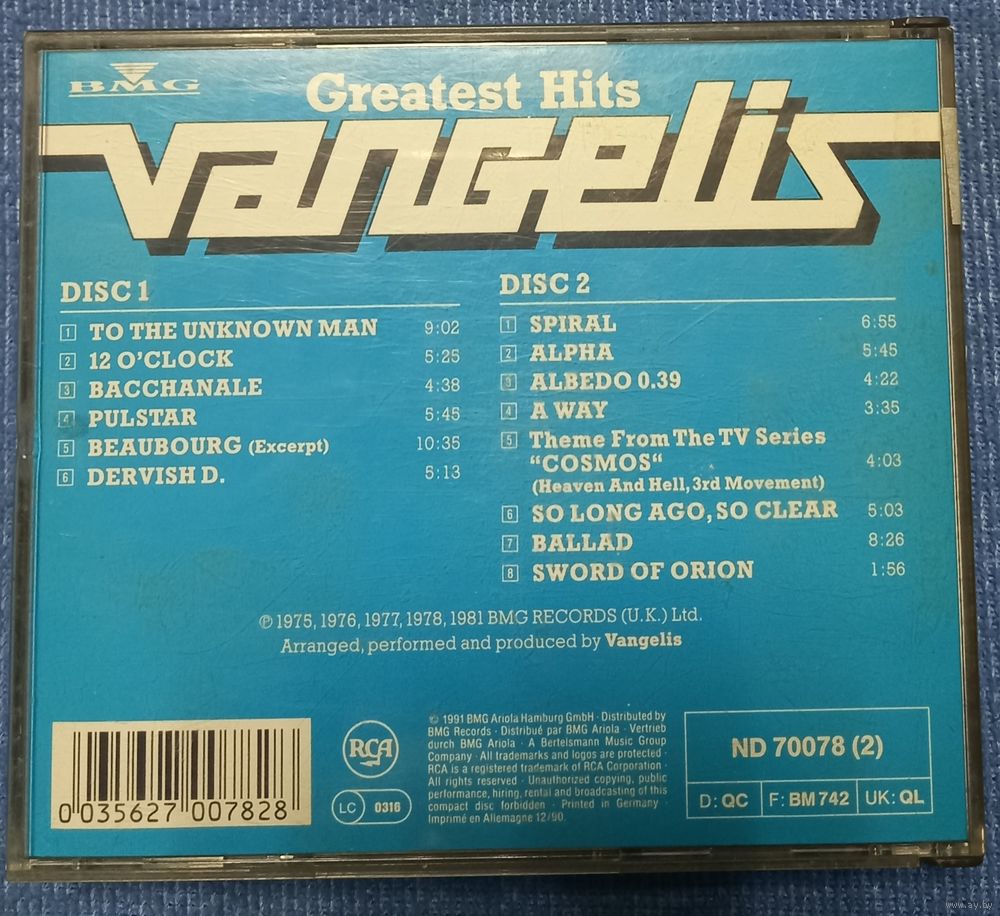 BMG
Greatest Hits
vangelis
DISC 1
1 TO THE UNKNOWN MAN 9:02
2 12 O'CLOCK 5:25
3 BACCHANALE 4:38
4 PULSTAR 5:45
5 BEAUBOURG (Excerpt) 10:35
6 DERVISH D. 5:13
DISC 2
1 SPIRAL 6:55
2 ALPHA 5:45
3 ALBEDO 0.39 4:22
4 A WAY 3:35
5 Theme From The TV Series
“COSMOS“ 4:03
(Heaven And Hell, 3rd Movement)
6 SO LONG AGO, SO CLEAR 5:03
7 BALLAD 8:26
8 SWORD OF ORION 1:56
℗ 1975, 1976, 1977, 1978, 1981 BMG RECORDS (U.K.) Ltd.
Arranged, performed and produced by Vangelis
0 035627 007828
RCA
LC 0316
© 1991 BMG Ariola Hamburg GmbH · Distributed by
BMG Records · Distribué par BMG Ariola · Vertrieb
durch BMG Ariola · A Bertelsmann Music Group
Company · All trademarks and logos are protected ·
RCA is a registered trademark of RCA Corporation ·
All rights reserved · Unauthorized copying, public
performance, hiring, rental and broadcasting of this
compact disc forbidden · Printed in Germany ·
Imprimé en Allemagne 12/90.
ND 70078 (2)
D: QC F: BM 742 UK: QL
www.ay.by